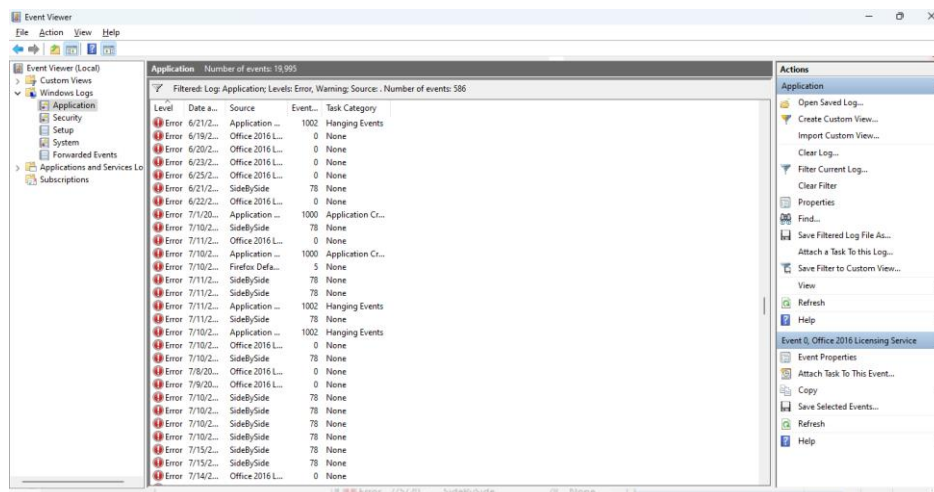 Event Viewer
File Action View Help
Event Viewer (Local)
Custom Views
Windows Logs
Application
Security
Setup
System
Forwarded Events
Applications and Services Lo
Subscriptions
Application Number of events: 19,995
Filtered: Log: Application; Levels: Error, Warning; Source: . Number of events: 586
Level Date a... Source Event... Task Category
Error 6/21/2... Application ... 1002 Hanging Events
Error 6/19/2... Office 2016 L... 0 None
Error 6/20/2... Office 2016 L... 0 None
Error 6/23/2... Office 2016 L... 0 None
Error 6/25/2... Office 2016 L... 0 None
Error 6/21/2... SideBySide 78 None
Error 6/22/2... Office 2016 L... 0 None
Error 7/1/20... Application ... 1000 Application Cr...
Error 7/10/2... SideBySide 78 None
Error 7/11/2... Office 2016 L... 0 None
Error 7/10/2... Application ... 1000 Application Cr...
Error 7/10/2... Firefox Defa... 5 None
Error 7/11/2... SideBySide 78 None
Error 7/11/2... SideBySide 78 None
Error 7/11/2... Application ... 1002 Hanging Events
Error 7/11/2... SideBySide 78 None
Error 7/10/2... Application ... 1002 Hanging Events
Error 7/10/2... Office 2016 L... 0 None
Error 7/10/2... SideBySide 78 None
Error 7/8/20... Office 2016 L... 0 None
Error 7/9/20... Office 2016 L... 0 None
Error 7/10/2... SideBySide 78 None
Error 7/10/2... SideBySide 78 None
Error 7/10/2... SideBySide 78 None
Error 7/10/2... SideBySide 78 None
Error 7/15/2... SideBySide 78 None
Error 7/15/2... SideBySide 78 None
Error 7/14/2... Office 2016 L... 0 None
Actions
Application
Open Saved Log...
Create Custom View...
Import Custom View...
Clear Log...
Filter Current Log...
Clear Filter
Properties
Find...
Save Filtered Log File As...
Attach a Task To this Log...
Save Filter to Custom View...
View
Refresh
Help
Event 0, Office 2016 Licensing Service
Event Properties
Attach Task To This Event...
Copy
Save Selected Events...
Refresh
Help